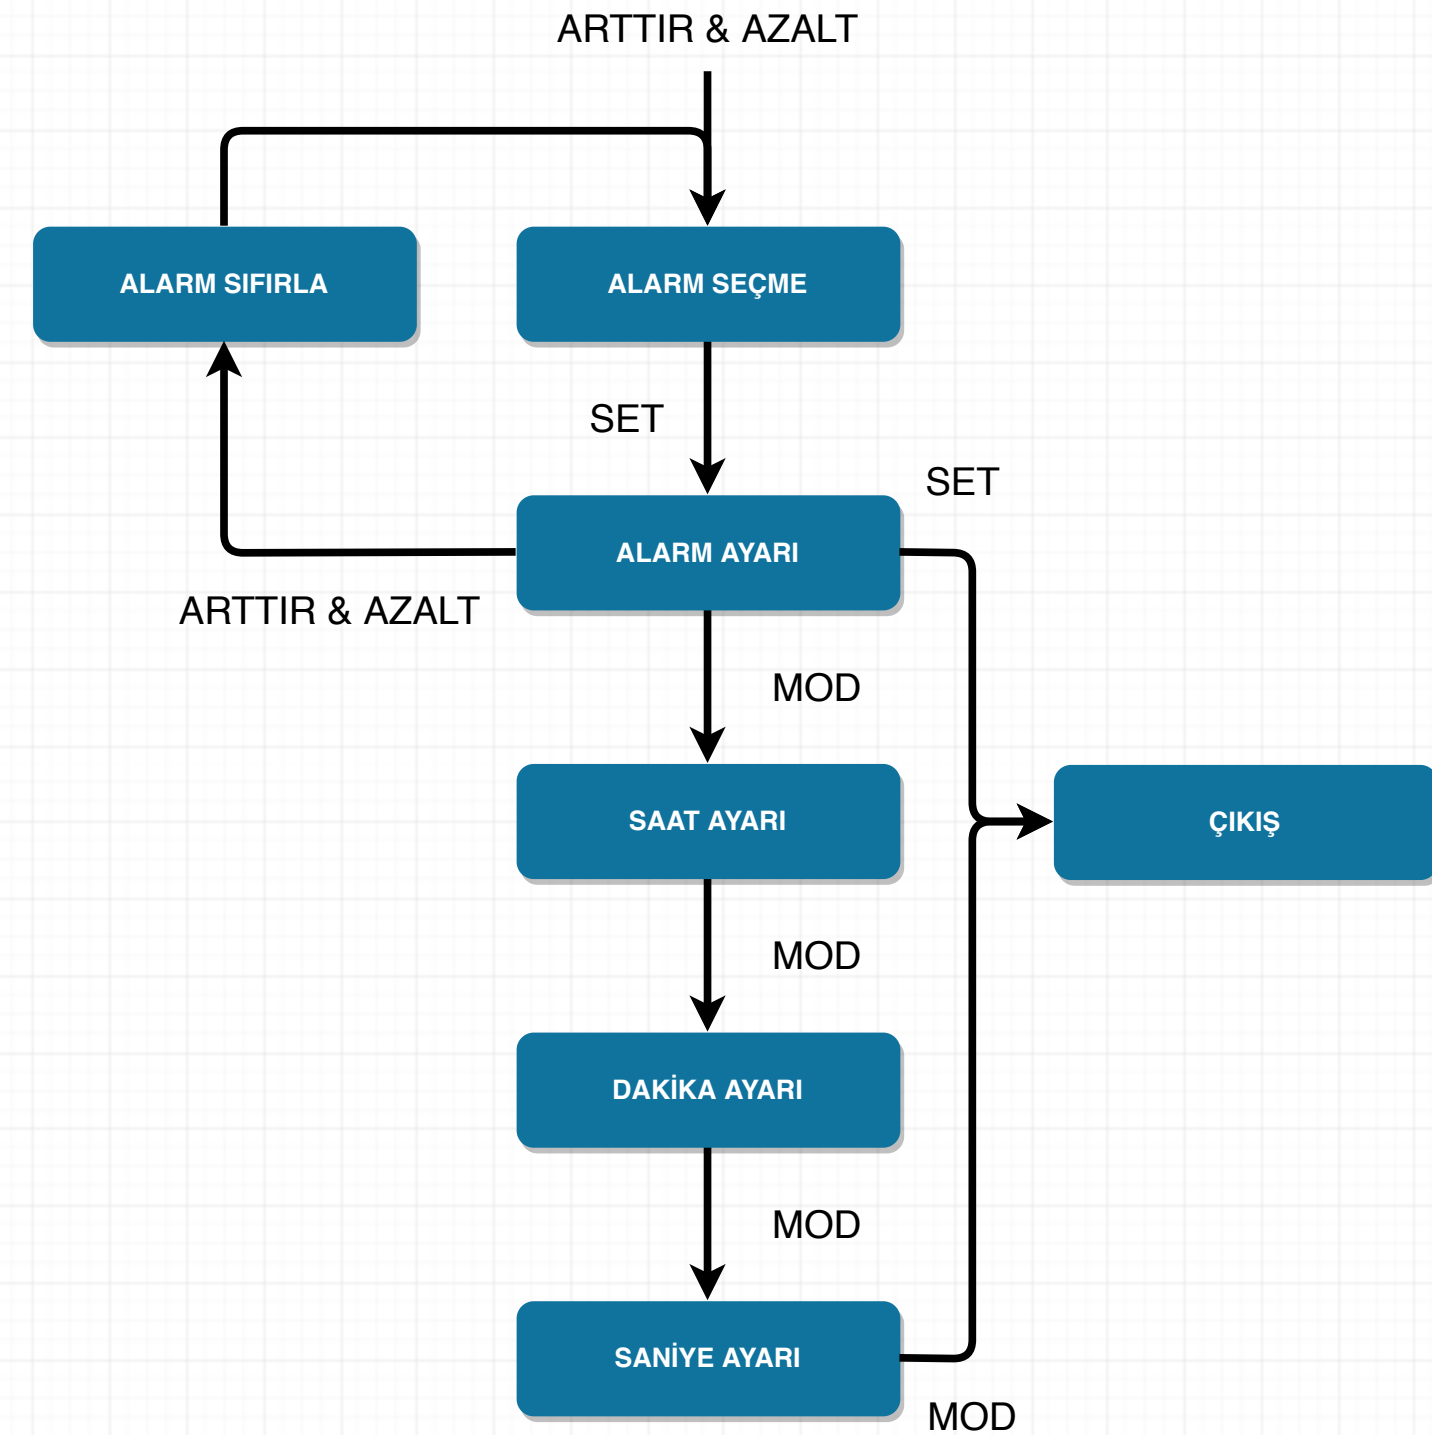 ARTTIR & AZALT
ALARM SIFIRLA
ALARM SEÇME
SET
SET
ALARM AYARI
ARTTIR & AZALT
MOD
SAAT AYARI
ÇIKIŞ
MOD
DAKİKA AYARI
MOD
SANİYE AYARI
MOD